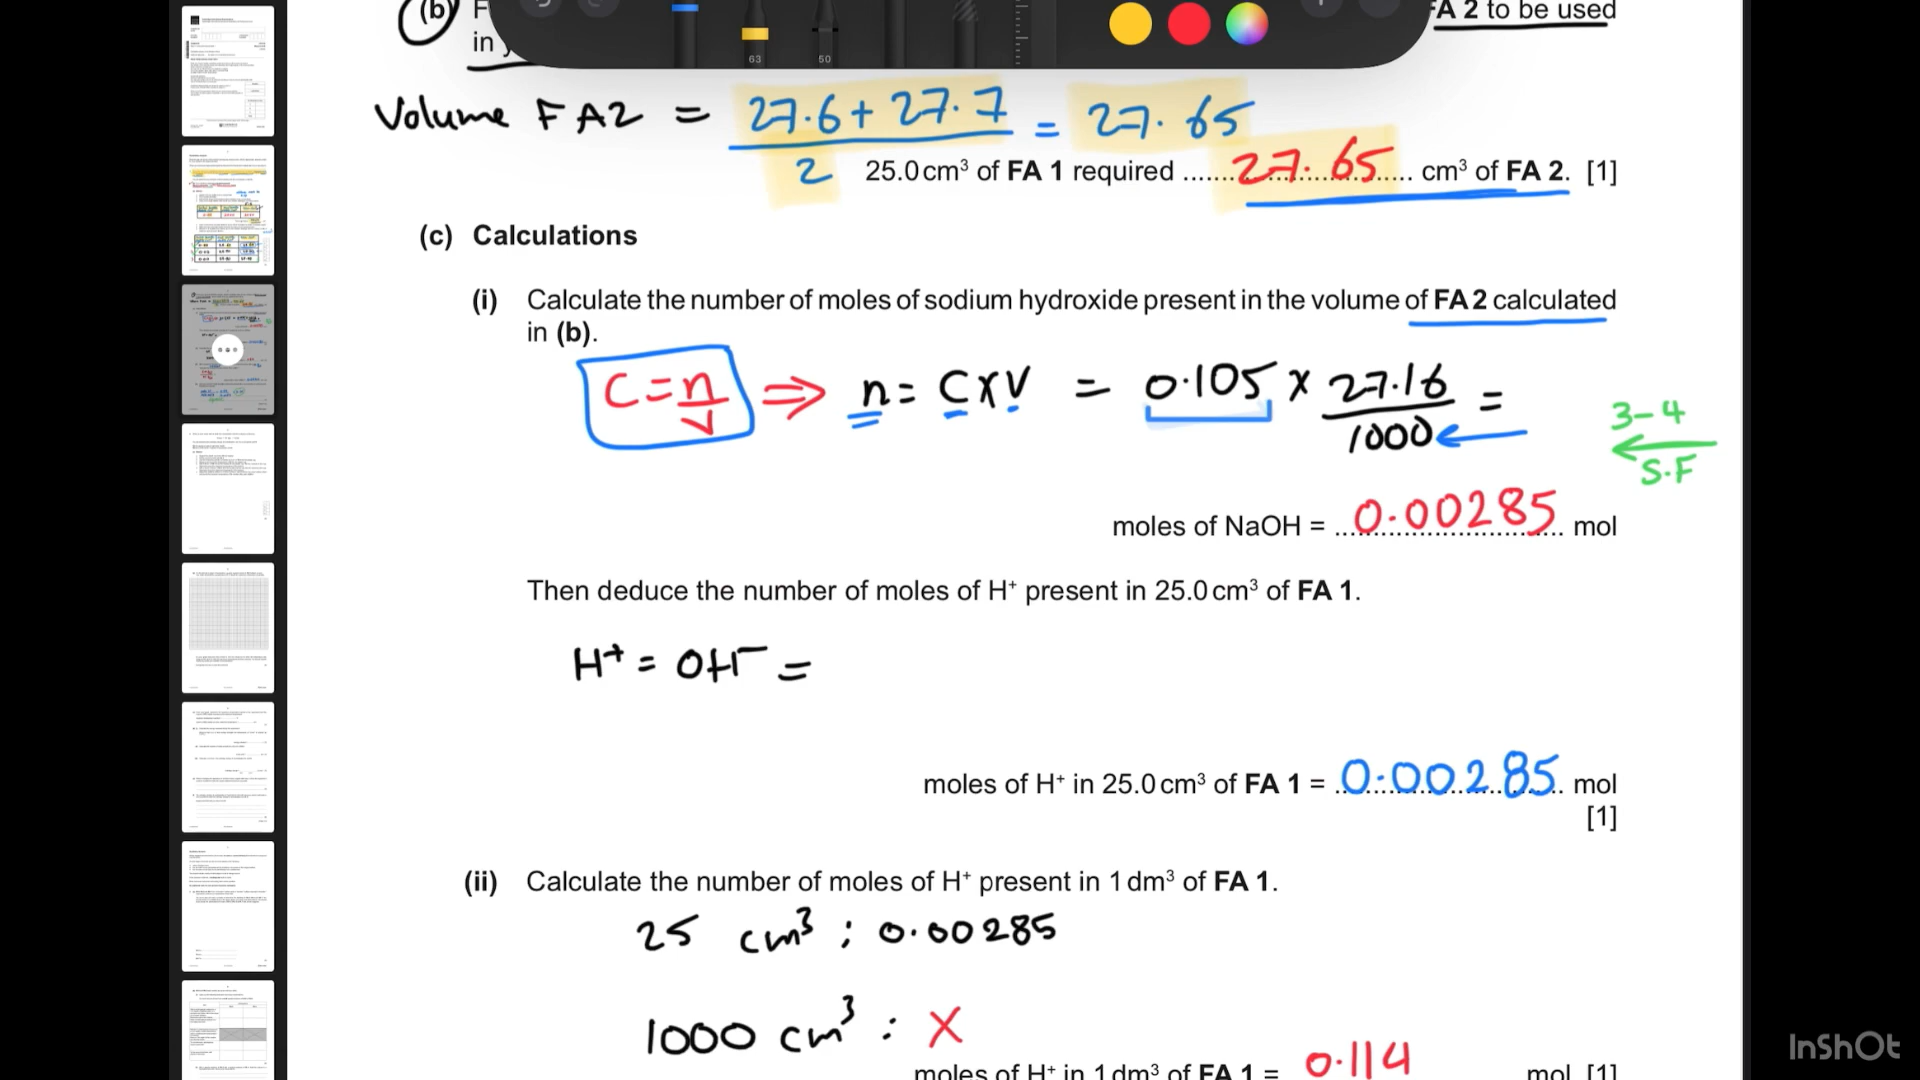 (b) F FA 2 to be used
in y
63 50
Volume FA2 = 27.6 + 27.7 / 2 = 27.65
25.0 cm³ of FA 1 required ....... 27.65 ....... cm³ of FA 2. [1]
(c) Calculations
(i) Calculate the number of moles of sodium hydroxide present in the volume of FA 2 calculated
in (b).
C = n/V ⇒ n = C x V = 0.105 x 27.16 / 1000 =
3-4
S.F
moles of NaOH = 0.00285 mol
Then deduce the number of moles of H⁺ present in 25.0 cm³ of FA 1.
H⁺ = OH⁻ =
moles of H⁺ in 25.0 cm³ of FA 1 = 0.00285 mol
[1]
(ii) Calculate the number of moles of H⁺ present in 1 dm³ of FA 1.
25 cm³ : 0.00285
1000 cm³ : X
moles of H⁺ in 1 dm³ of FA 1 = 0.114 mol [1]
InShOt